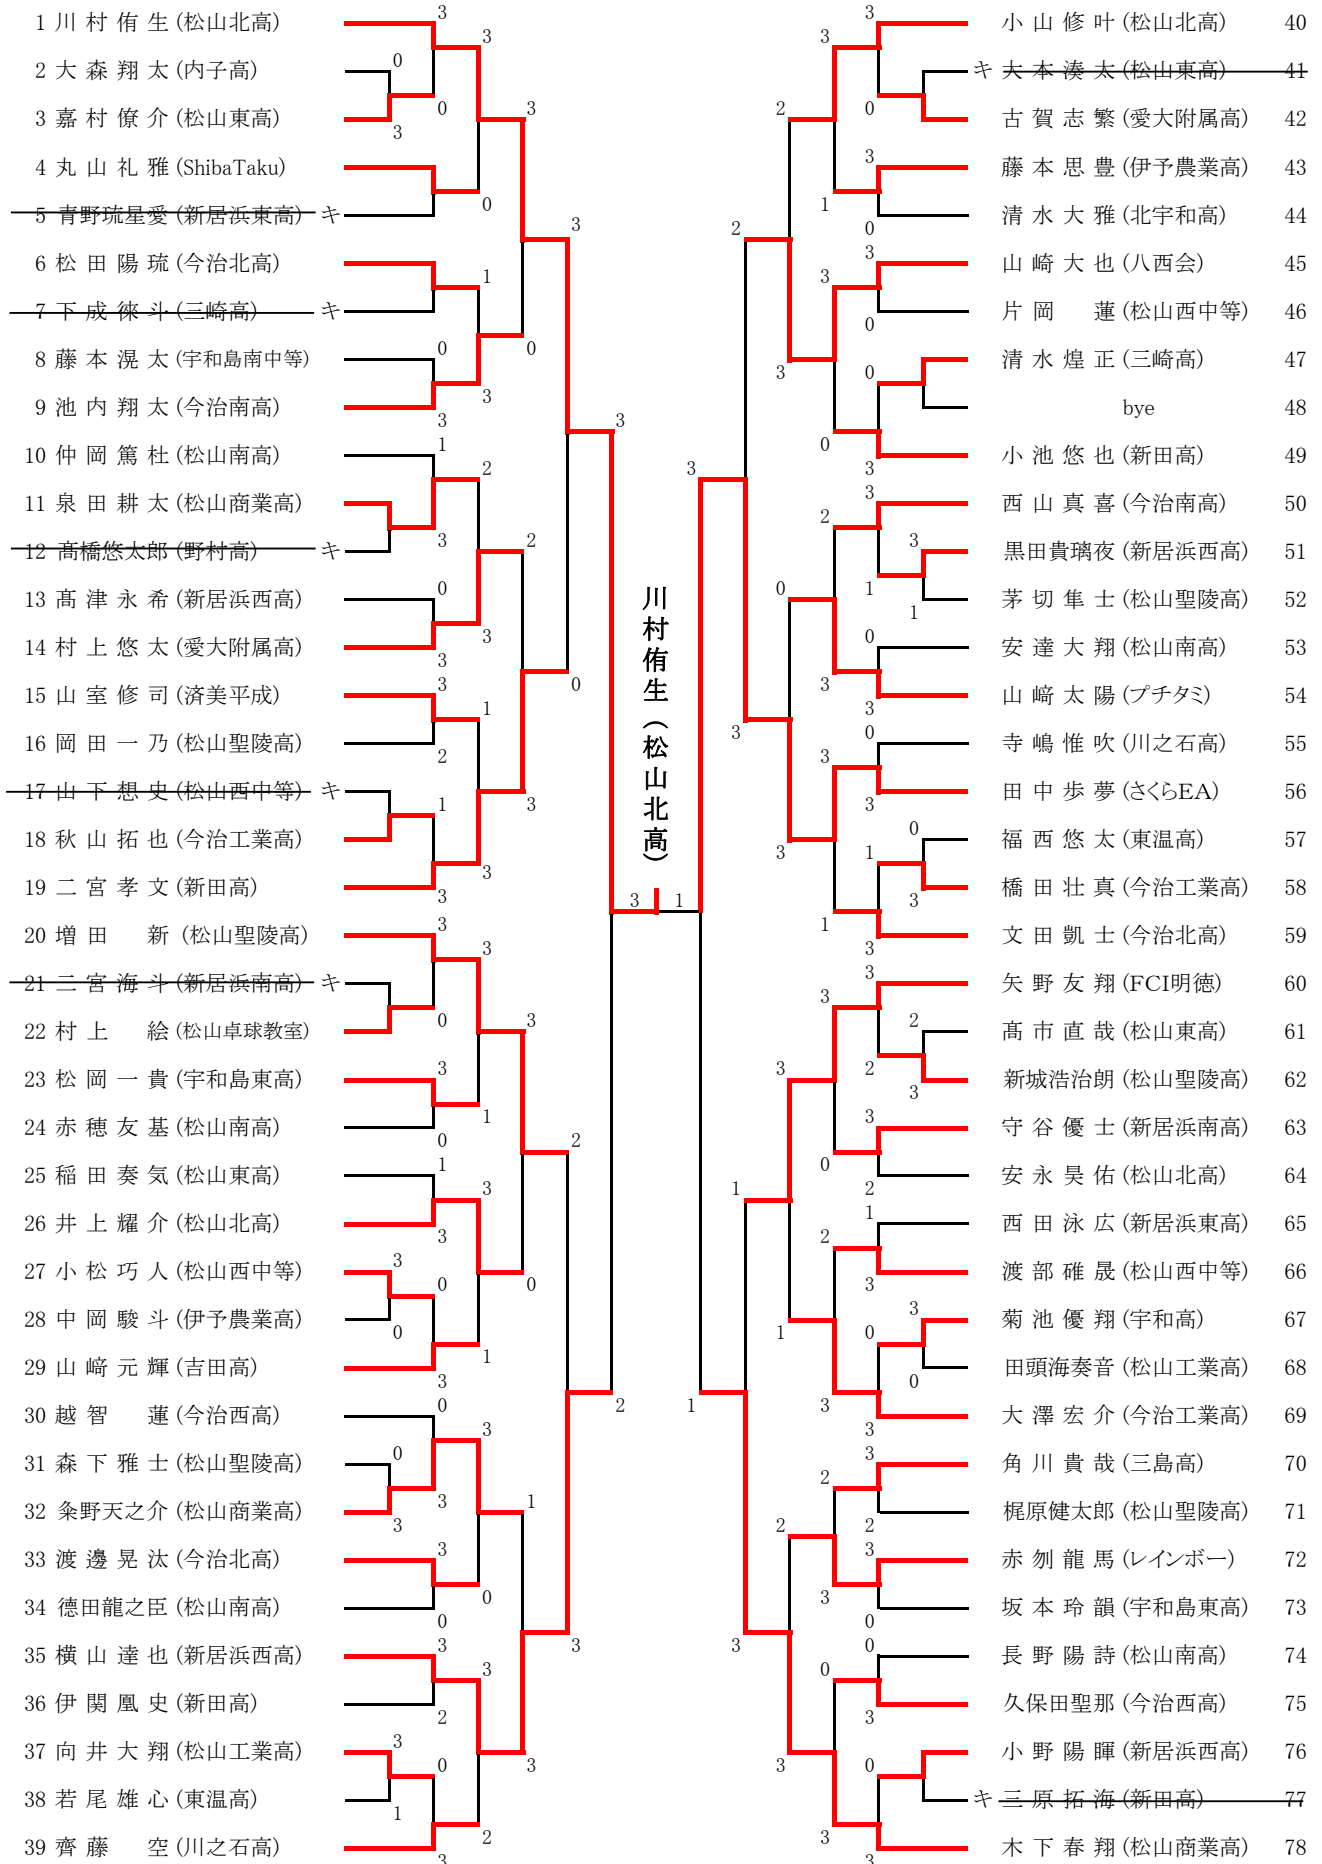 1 川村侑生 (松山北高)
2 大森翔太 (内子高)
3 嘉村僚介 (松山東高)
4 丸山礼雅 (ShibaTaku)
5 青野琉星愛 (新居浜東高) キ
6 松田陽琉 (今治北高)
7 下成徠斗 (三崎高) キ
8 藤本滉太 (宇和島南中等)
9 池内翔太 (今治南高)
10 仲岡篤杜 (松山南高)
11 泉田耕太 (松山商業高)
12 髙橋悠太郎 (野村高) キ
13 髙津永希 (新居浜西高)
14 村上悠太 (愛大附属高)
15 山室修司 (済美平成)
16 岡田一乃 (松山聖陵高)
17 山下想史 (松山西中等) キ
18 秋山拓也 (今治工業高)
19 二宮孝文 (新田高)
20 増田 新 (松山聖陵高)
21 二宮海斗 (新居浜南高) キ
22 村上 絵 (松山卓球教室)
23 松岡一貴 (宇和島東高)
24 赤穂友基 (松山南高)
25 稲田奏気 (松山東高)
26 井上耀介 (松山北高)
27 小松巧人 (松山西中等)
28 中岡駿斗 (伊予農業高)
29 山﨑元輝 (吉田高)
30 越智 蓮 (今治西高)
31 森下雅士 (松山聖陵高)
32 粂野天之介 (松山商業高)
33 渡邊晃汰 (今治北高)
34 德田龍之臣 (松山南高)
35 横山達也 (新居浜西高)
36 伊関凰史 (新田高)
37 向井大翔 (松山工業高)
38 若尾雄心 (東温高)
39 齊藤 空 (川之石高)
川村侑生(松山北高)
3 1
小山修叶 (松山北高) 40
キ 大本湊太 (松山東高) 41
古賀志繁 (愛大附属高) 42
藤本思豊 (伊予農業高) 43
清水大雅 (北宇和高) 44
山崎大也 (八西会) 45
片岡 蓮 (松山西中等) 46
清水煌正 (三崎高) 47
bye 48
小池悠也 (新田高) 49
西山真喜 (今治南高) 50
黒田貴璃夜 (新居浜西高) 51
茅切隼士 (松山聖陵高) 52
安達大翔 (松山南高) 53
山﨑太陽 (プチタミ) 54
寺嶋惟吹 (川之石高) 55
田中歩夢 (さくらEA) 56
福西悠太 (東温高) 57
橋田壮真 (今治工業高) 58
文田凱士 (今治北高) 59
矢野友翔 (FCI明徳) 60
髙市直哉 (松山東高) 61
新城浩治朗 (松山聖陵高) 62
守谷優士 (新居浜南高) 63
安永昊佑 (松山北高) 64
西田泳広 (新居浜東高) 65
渡部碓晟 (松山西中等) 66
菊池優翔 (宇和高) 67
田頭海奏音 (松山工業高) 68
大澤宏介 (今治工業高) 69
角川貴哉 (三島高) 70
梶原健太郎 (松山聖陵高) 71
赤刎龍馬 (レインボー) 72
坂本玲韻 (宇和島東高) 73
長野陽詩 (松山南高) 74
久保田聖那 (今治西高) 75
小野陽暉 (新居浜西高) 76
キ 三原拓海 (新田高) 77
木下春翔 (松山商業高) 78